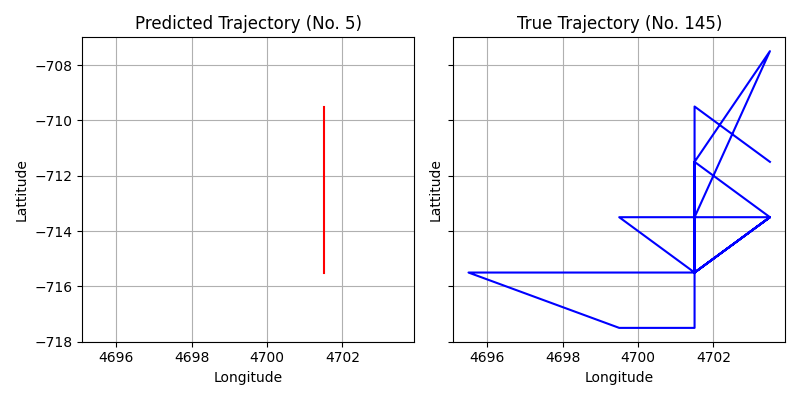 Predicted Trajectory (No. 5)
True Trajectory (No. 145)
Lattitude
−708
−710
−712
−714
−716
−718
4696
4698
4700
4702
Longitude
Lattitude
4696
4698
4700
4702
Longitude